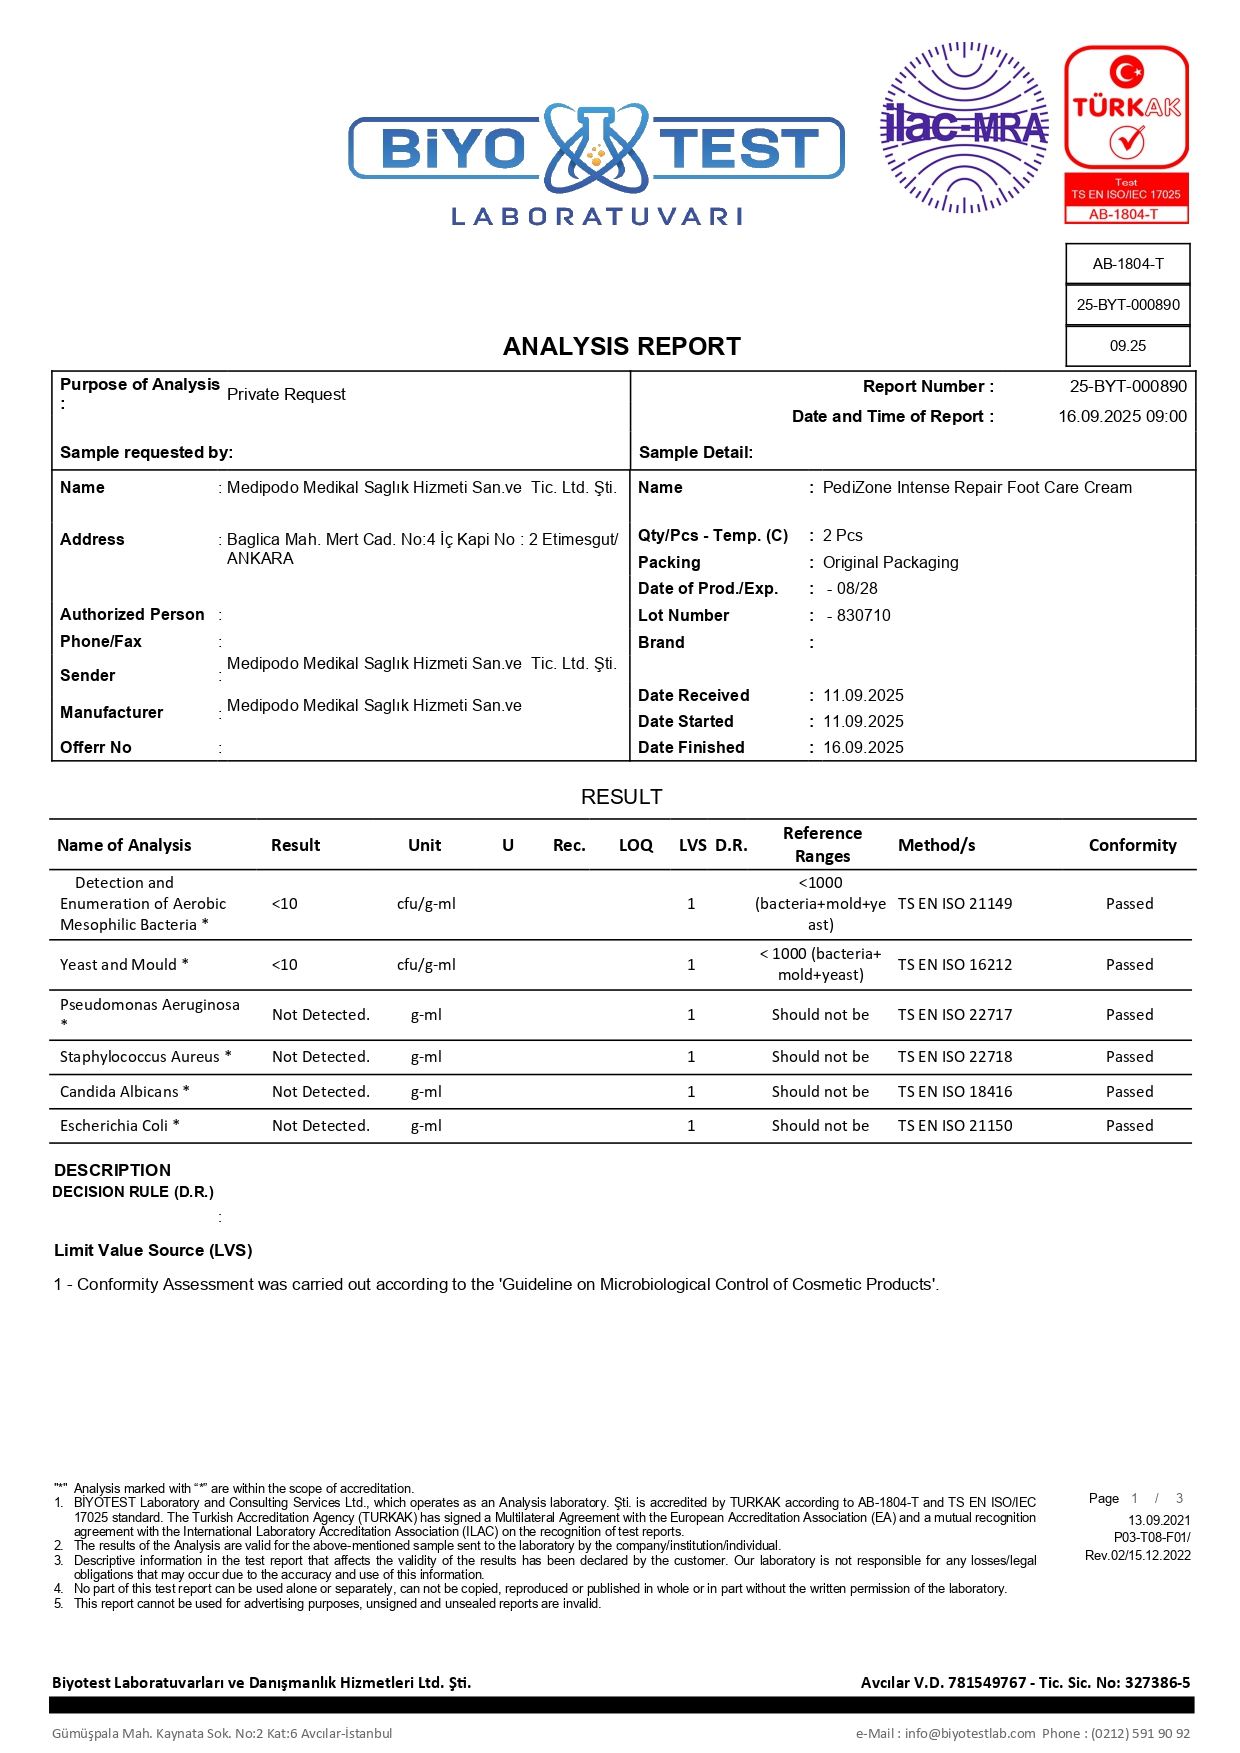 BiYO TEST
LABORATUVARI
ilac-MRA
TÜRKAK
Test
TS EN ISO/IEC 17025
AB-1804-T
AB-1804-T
25-BYT-000890
09.25
ANALYSIS REPORT
Purpose of Analysis : Private Request
Report Number : 25-BYT-000890
Date and Time of Report : 16.09.2025 09:00
Sample requested by:
Sample Detail:
Name : Medipodo Medikal Saglık Hizmeti San.ve Tic. Ltd. Şti.
Name : PediZone Intense Repair Foot Care Cream
Address : Baglica Mah. Mert Cad. No:4 İç Kapi No : 2 Etimesgut/
ANKARA
Qty/Pcs - Temp. (C) : 2 Pcs
Packing : Original Packaging
Date of Prod./Exp. : - 08/28
Authorized Person :
Lot Number : - 830710
Phone/Fax :
Brand :
Sender : Medipodo Medikal Saglık Hizmeti San.ve Tic. Ltd. Şti.
Date Received : 11.09.2025
Manufacturer : Medipodo Medikal Saglık Hizmeti San.ve
Date Started : 11.09.2025
Offerr No :
Date Finished : 16.09.2025
RESULT
Name of Analysis Result Unit U Rec. LOQ LVS D.R. Reference Ranges Method/s Conformity
Detection and Enumeration of Aerobic Mesophilic Bacteria * <10 cfu/g-ml 1 <1000 (bacteria+mold+yeast) TS EN ISO 21149 Passed
Yeast and Mould * <10 cfu/g-ml 1 < 1000 (bacteria+ mold+yeast) TS EN ISO 16212 Passed
Pseudomonas Aeruginosa * Not Detected. g-ml 1 Should not be TS EN ISO 22717 Passed
Staphylococcus Aureus * Not Detected. g-ml 1 Should not be TS EN ISO 22718 Passed
Candida Albicans * Not Detected. g-ml 1 Should not be TS EN ISO 18416 Passed
Escherichia Coli * Not Detected. g-ml 1 Should not be TS EN ISO 21150 Passed
DESCRIPTION
DECISION RULE (D.R.)
:
Limit Value Source (LVS)
1 - Conformity Assessment was carried out according to the 'Guideline on Microbiological Control of Cosmetic Products'.
"*" Analysis marked with “*” are within the scope of accreditation.
1. BİYOTEST Laboratory and Consulting Services Ltd., which operates as an Analysis laboratory. Şti. is accredited by TURKAK according to AB-1804-T and TS EN ISO/IEC
17025 standard. The Turkish Accreditation Agency (TURKAK) has signed a Multilateral Agreement with the European Accreditation Association (EA) and a mutual recognition
agreement with the International Laboratory Accreditation Association (ILAC) on the recognition of test reports.
2. The results of the Analysis are valid for the above-mentioned sample sent to the laboratory by the company/institution/individual.
3. Descriptive information in the test report that affects the validity of the results has been declared by the customer. Our laboratory is not responsible for any losses/legal
obligations that may occur due to the accuracy and use of this information.
4. No part of this test report can be used alone or separately, can not be copied, reproduced or published in whole or in part without the written permission of the laboratory.
5. This report cannot be used for advertising purposes, unsigned and unsealed reports are invalid.
Page 1 / 3
13.09.2021
P03-T08-F01/
Rev.02/15.12.2022
Biyotest Laboratuvarları ve Danışmanlık Hizmetleri Ltd. Şti.
Avcılar V.D. 781549767 - Tic. Sic. No: 327386-5
Gümüşpala Mah. Kaynata Sok. No:2 Kat:6 Avcılar-İstanbul
e-Mail : info@biyotestlab.com Phone : (0212) 591 90 92